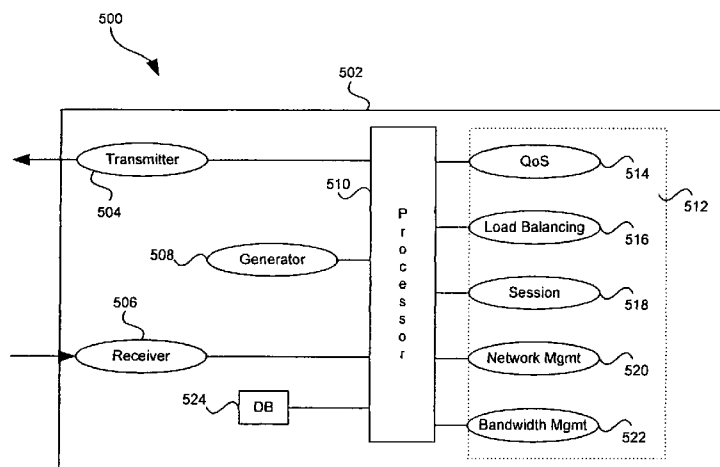 500
502
Transmitter
504
510
Processor
QoS
514
512
Load Balancing
516
508
Generator
Session
518
506
Receiver
Network Mgmt
520
524
DB
Bandwidth Mgmt
522